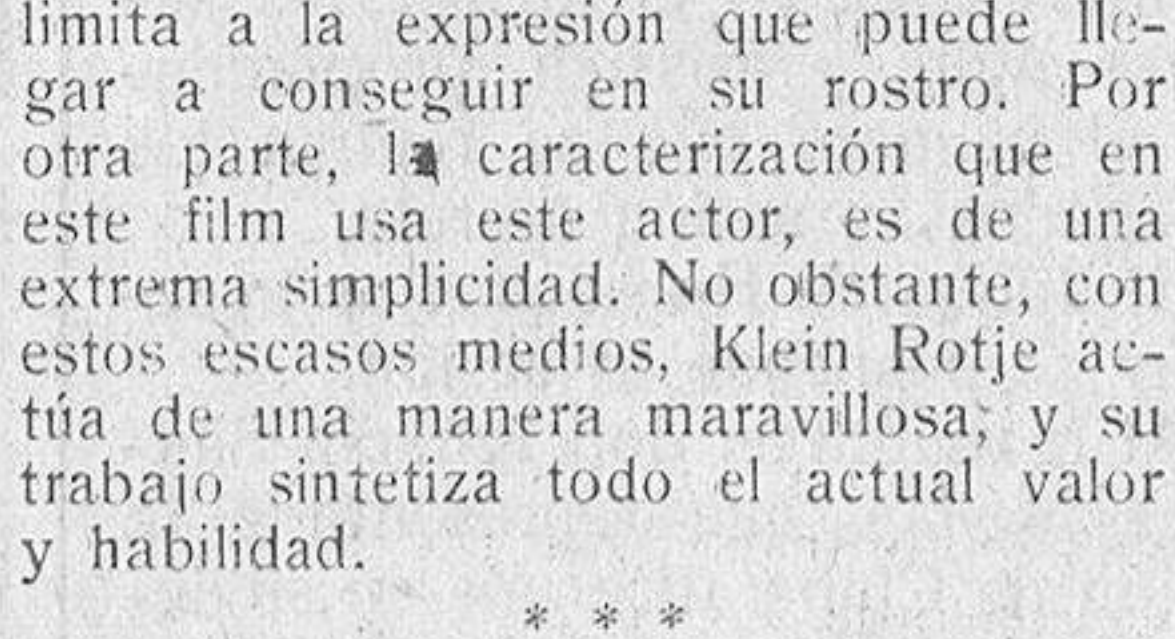 limita a la expresión que puede lle-
gar a conseguir en su rostro. Por
otra parte, la caracterización que en
este film usa este actor, es de una
extrema simplicidad. No obstante, con
estos escasos medios, Klein Rotje ac-
túa de una manera maravillosa; y su
trabajo sintetiza todo el actual valor
y habilidad.
* * *